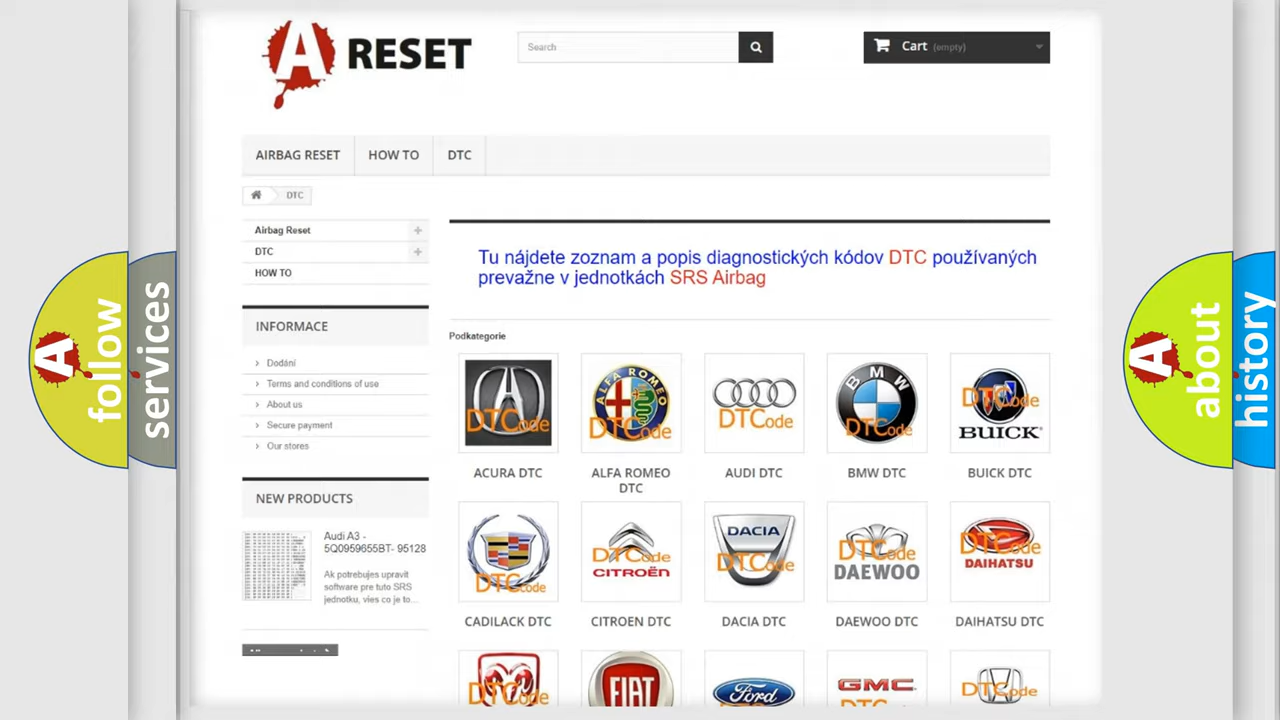 A RESET
Search
Cart (empty)
AIRBAG RESET
HOW TO
DTC
DTC
Airbag Reset
DTC
HOW TO
Tu nájdete zoznam a popis diagnostických kódov DTC používaných
prevažne v jednotkách SRS Airbag
INFORMACE
Dodání
Terms and conditions of use
About us
Secure payment
Our stores
NEW PRODUCTS
Audi A3 -
5Q0959655BT- 95128
Ak potrebujes upravit
software pre tuto SRS
jednotku, vies co je to...
Podkategorie
DTCode
ALFA ROMEO
DTCode
DTCode
BMW
DTCode
DTCode
BUICK
ACURA DTC
ALFA ROMEO
DTC
AUDI DTC
BMW DTC
BUICK DTC
DTCode
DTCode
CITROËN
DACIA
DTCode
DTCode
DAEWOO
DTCode
DAIHATSU
CADILACK DTC
CITROEN DTC
DACIA DTC
DAEWOO DTC
DAIHATSU DTC
DTCode
FIAT
Ford
GMC
DTCode
A
follow
services
A
about
history